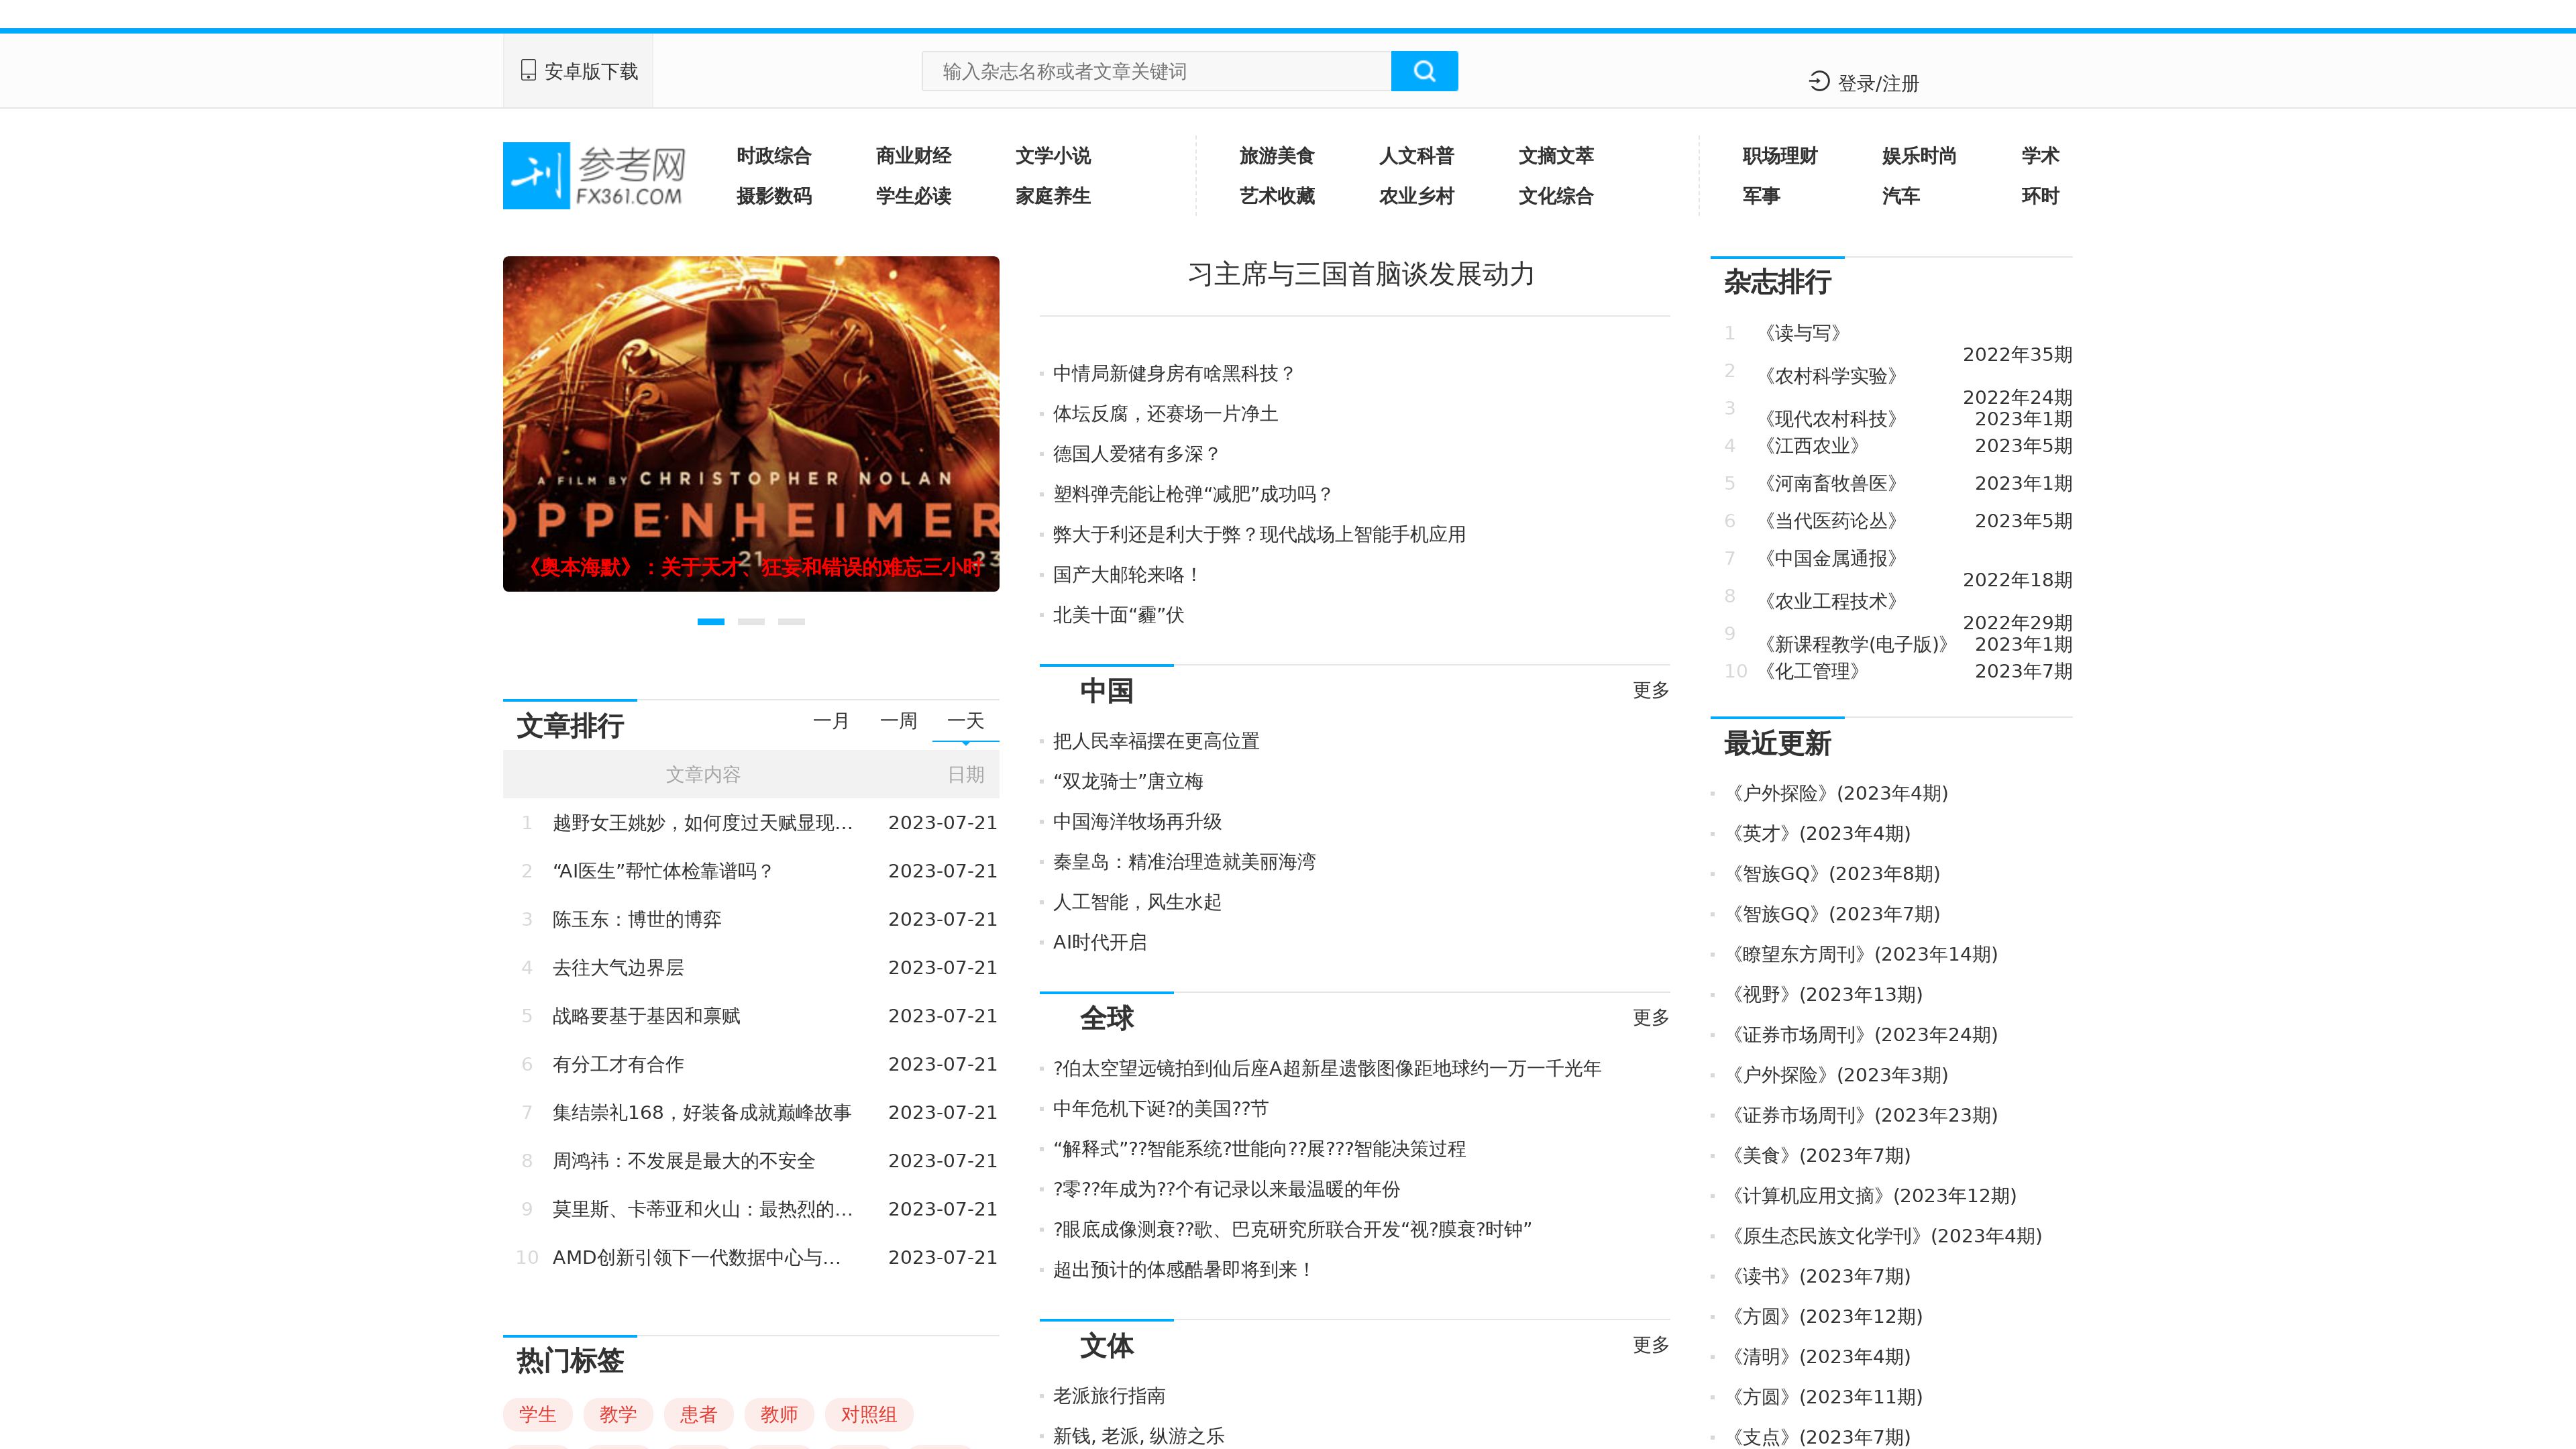 安卓版下载
输入杂志名称或者文章关键词
登录/注册
刊 参考网
FX361.COM
时政综合 商业财经 文学小说 旅游美食 人文科普 文摘文萃 职场理财 娱乐时尚 学术
摄影数码 学生必读 家庭养生 艺术收藏 农业乡村 文化综合 军事 汽车 环时
A FILM BY CHRISTOPHER NOLAN
OPPENHEIMER
21 23
《奥本海默》：关于天才、狂妄和错误的难忘三小时
文章排行 一月 一周 一天
文章内容 日期
1 越野女王姚妙，如何度过天赋显现… 2023-07-21
2 “AI医生”帮忙体检靠谱吗？ 2023-07-21
3 陈玉东：博世的博弈 2023-07-21
4 去往大气边界层 2023-07-21
5 战略要基于基因和禀赋 2023-07-21
6 有分工才有合作 2023-07-21
7 集结崇礼168，好装备成就巅峰故事 2023-07-21
8 周鸿祎：不发展是最大的不安全 2023-07-21
9 莫里斯、卡蒂亚和火山：最热烈的… 2023-07-21
10 AMD创新引领下一代数据中心与… 2023-07-21
热门标签
学生 教学 患者 教师 对照组
习主席与三国首脑谈发展动力
中情局新健身房有啥黑科技？
体坛反腐，还赛场一片净土
德国人爱猪有多深？
塑料弹壳能让枪弹“减肥”成功吗？
弊大于利还是利大于弊？现代战场上智能手机应用
国产大邮轮来咯！
北美十面“霾”伏
中国 更多
把人民幸福摆在更高位置
“双龙骑士”唐立梅
中国海洋牧场再升级
秦皇岛：精准治理造就美丽海湾
人工智能，风生水起
AI时代开启
全球 更多
?伯太空望远镜拍到仙后座A超新星遗骸图像距地球约一万一千光年
中年危机下诞?的美国??节
“解释式”??智能系统?世能向??展???智能决策过程
?零??年成为??个有记录以来最温暖的年份
?眼底成像测衰??歌、巴克研究所联合开发“视?膜衰?时钟”
超出预计的体感酷暑即将到来！
文体 更多
老派旅行指南
新钱, 老派, 纵游之乐
杂志排行
1 《读与写》 2022年35期
2 《农村科学实验》 2022年24期
3 《现代农村科技》 2023年1期
4 《江西农业》 2023年5期
5 《河南畜牧兽医》 2023年1期
6 《当代医药论丛》 2023年5期
7 《中国金属通报》 2022年18期
8 《农业工程技术》 2022年29期
9 《新课程教学(电子版)》 2023年1期
10 《化工管理》 2023年7期
最近更新
《户外探险》(2023年4期)
《英才》(2023年4期)
《智族GQ》(2023年8期)
《智族GQ》(2023年7期)
《瞭望东方周刊》(2023年14期)
《视野》(2023年13期)
《证券市场周刊》(2023年24期)
《户外探险》(2023年3期)
《证券市场周刊》(2023年23期)
《美食》(2023年7期)
《计算机应用文摘》(2023年12期)
《原生态民族文化学刊》(2023年4期)
《读书》(2023年7期)
《方圆》(2023年12期)
《清明》(2023年4期)
《方圆》(2023年11期)
《支点》(2023年7期)